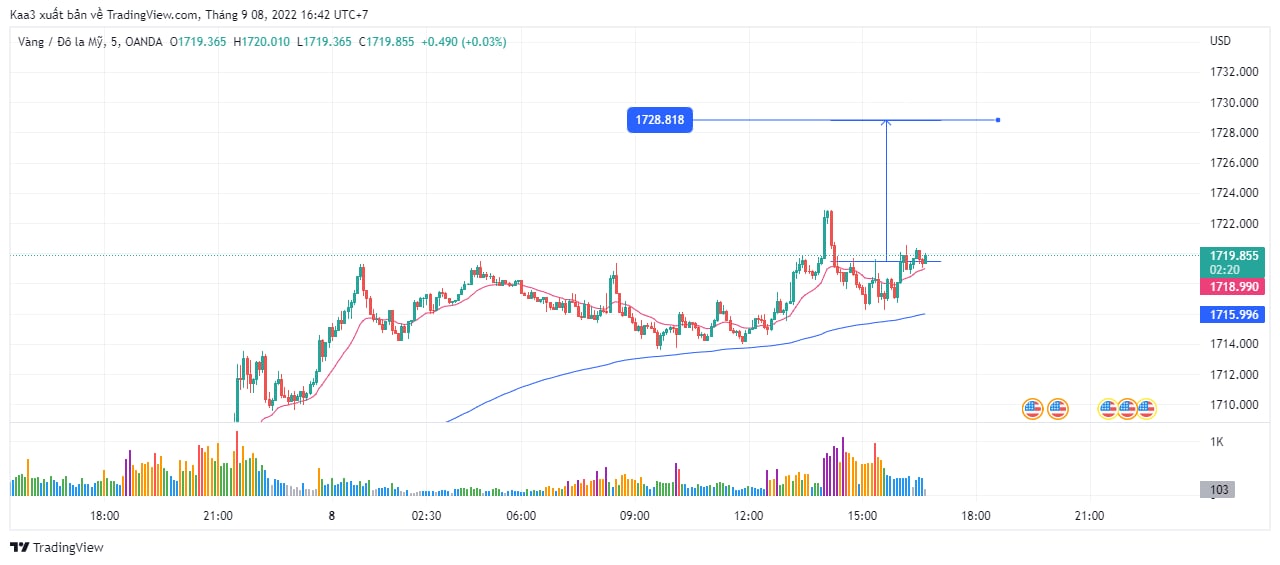 Kaa3 xuất bản về TradingView.com, Tháng 9 08, 2022 16:42 UTC+7
Vàng / Đô la Mỹ, 5, OANDA O1719.365 H1720.010 L1719.365 C1719.855 +0.490 (+0.03%)
USD
1732.000
1730.000
1728.818
1728.000
1726.000
1724.000
1722.000
1719.855
02:20
1718.990
1715.996
1714.000
1712.000
1710.000
1K
103
18:00 21:00 8 02:30 06:00 09:00 12:00 15:00 18:00 21:00
TradingView